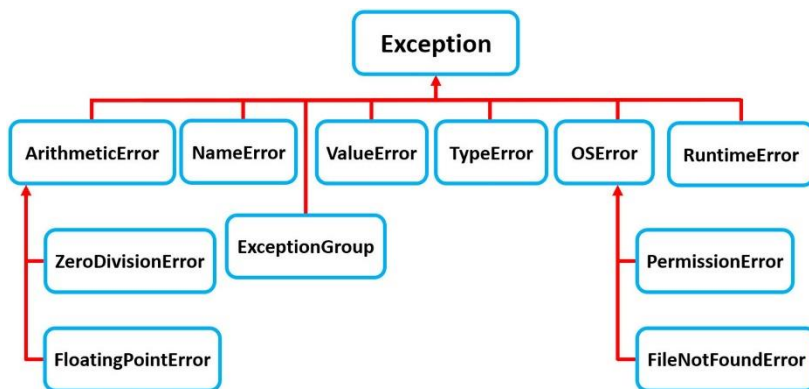 Exception
ArithmeticError
NameError
ValueError
TypeError
OSError
RuntimeError
ExceptionGroup
ZeroDivisionError
PermissionError
FloatingPointError
FileNotFoundError